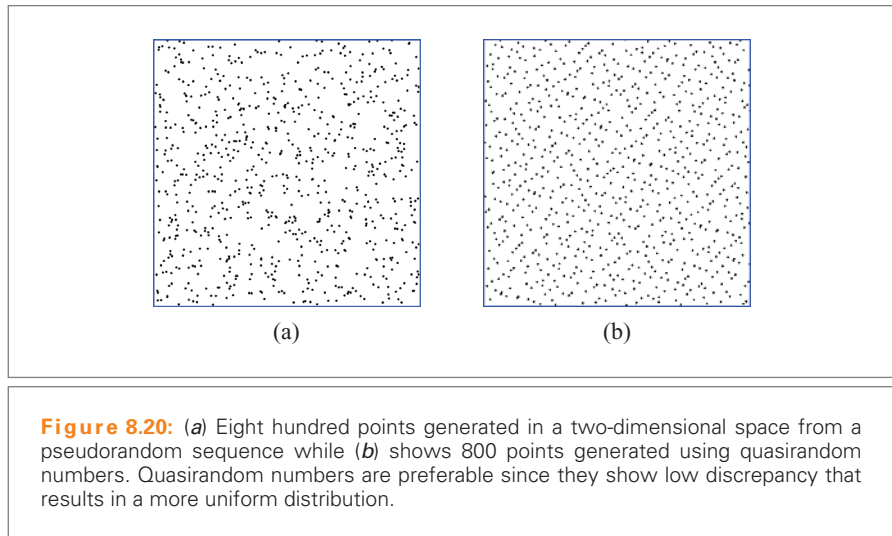 (a)
(b)
Figure 8.20: (a) Eight hundred points generated in a two-dimensional space from a
pseudorandom sequence while (b) shows 800 points generated using quasirandom
numbers. Quasirandom numbers are preferable since they show low discrepancy that
results in a more uniform distribution.